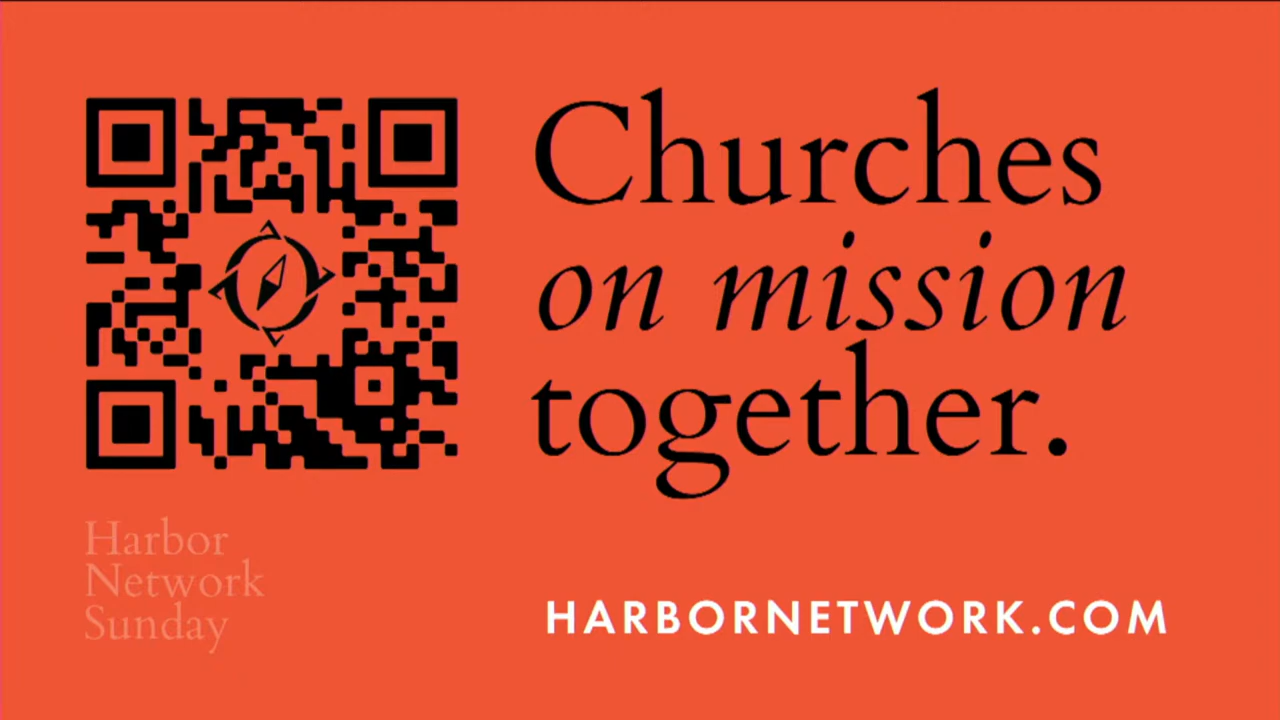 Churches
on mission
together.
Harbor
Network
Sunday
HARBORNETWORK.COM